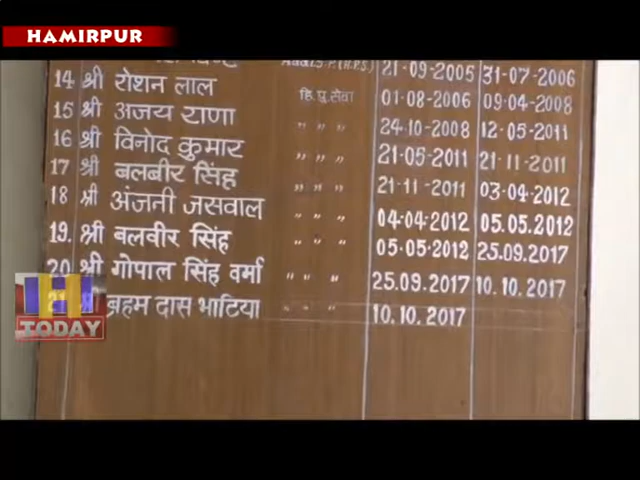 HAMIRPUR
Addl S.P. (H.P.S.) 21-09-2005 31-07-2006
14 श्री रोशन लाल हि.पु.सेवा 01-08-2006 09-04-2008
15 श्री अजय राणा " " " 24-10-2008 12-05-2011
16 श्री विनोद कुमार " " " 21-05-2011 21-11-2011
17 श्री बलबीर सिंह " " " 21-11-2011 03-04-2012
18 श्री अंजनी जसवाल " " " 04-04-2012 05.05.2012
19. श्री बलवीर सिंह " " " 05-05-2012 25.09.2017
20 श्री गोपाल सिंह वर्मा " " " 25.09.2017 10.10.2017
ब्रहम दास भाटिया " " " 10.10.2017
H
TODAY